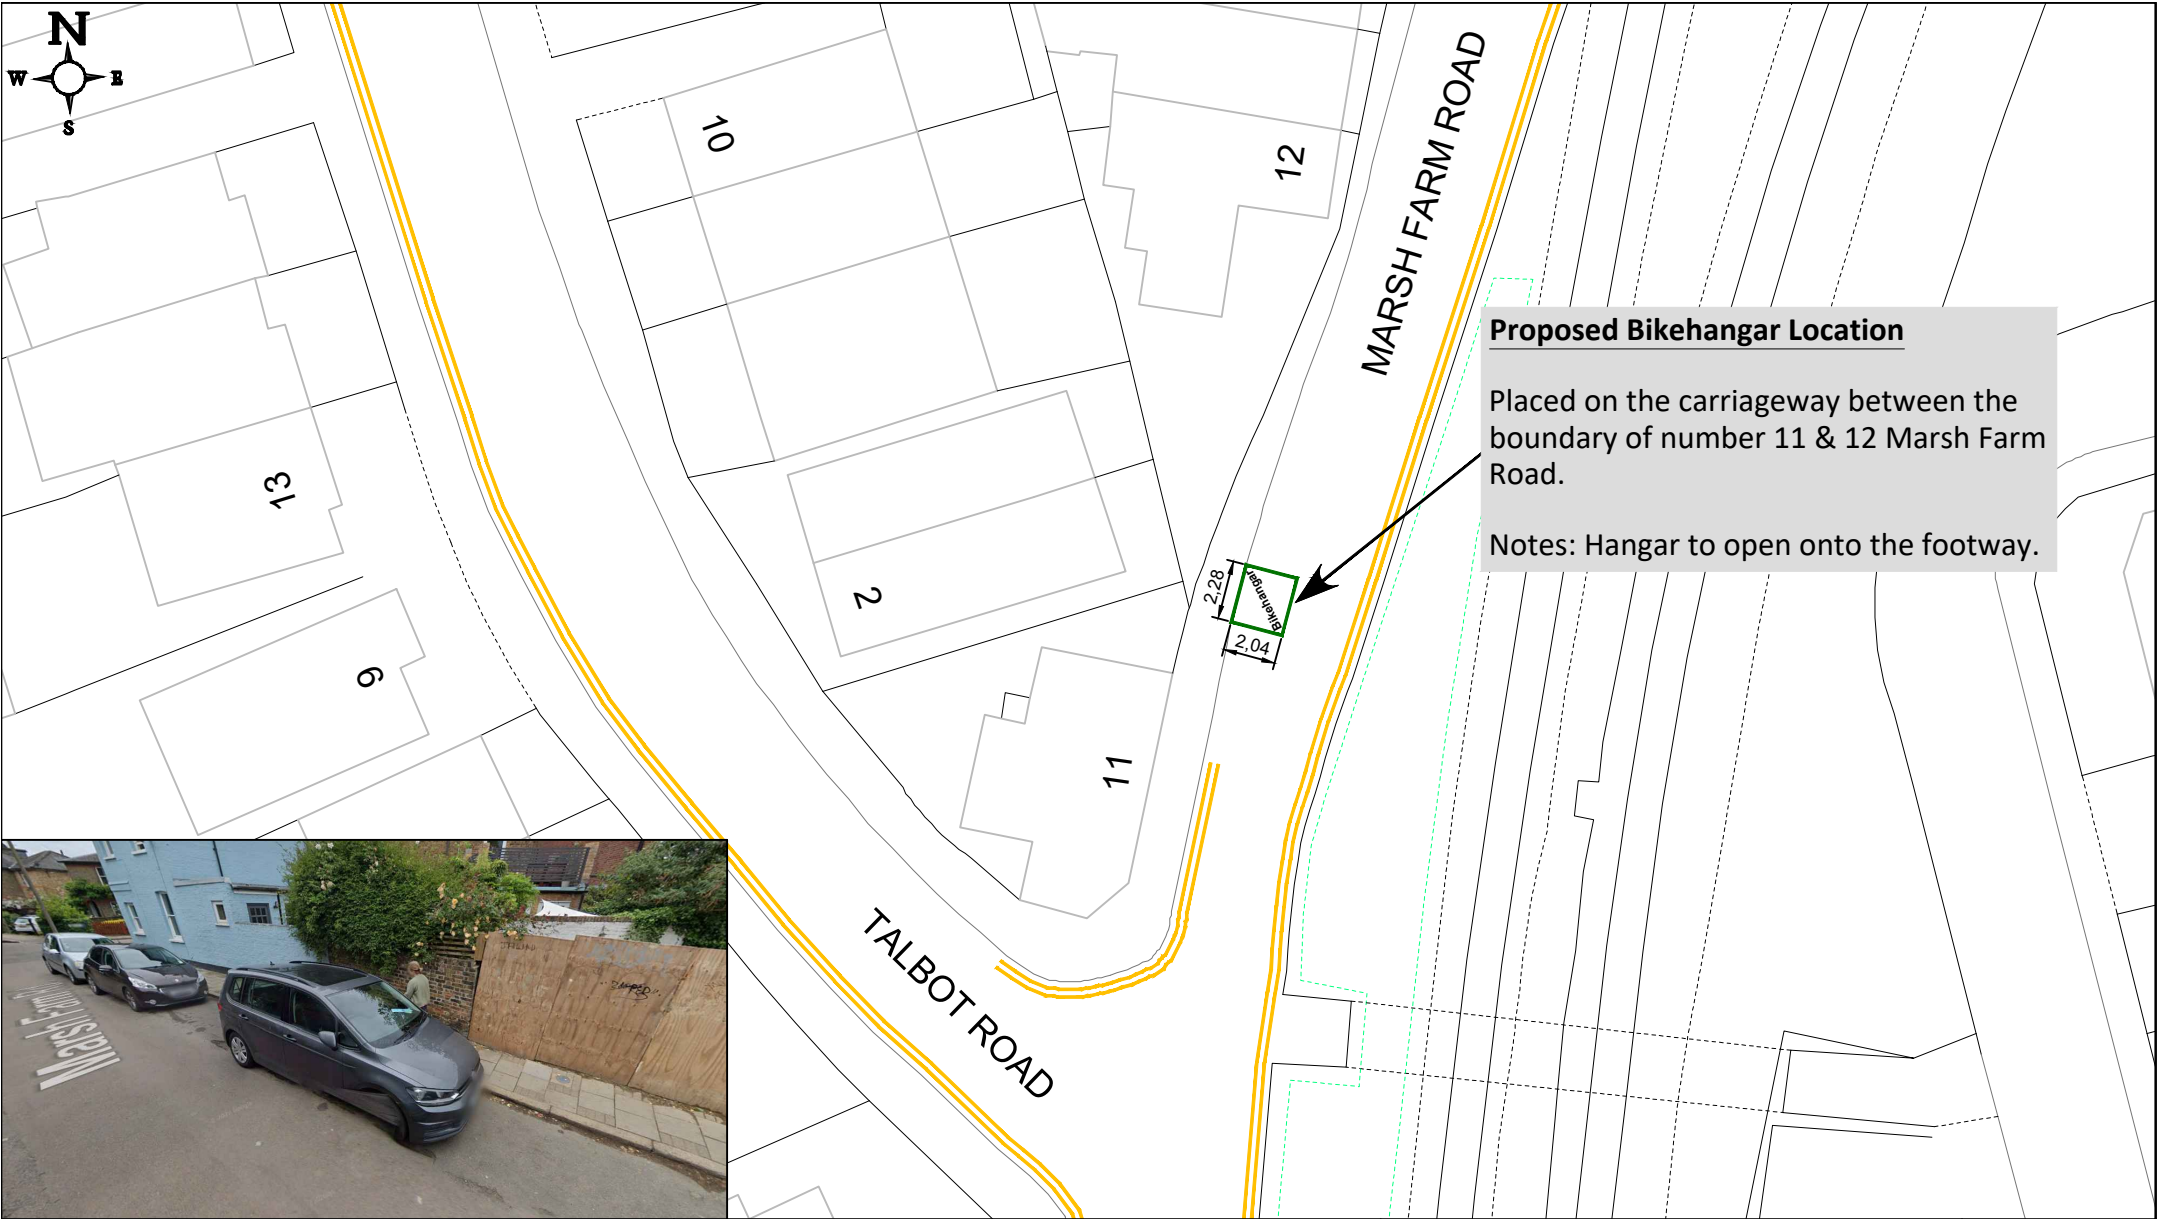 N
W
E
S
10
12
MARSH FARM ROAD
Proposed Bikehangar Location
Placed on the carriageway between the
boundary of number 11 & 12 Marsh Farm
Road.
Notes: Hangar to open onto the footway.
13
2
2,28
Bikehangar
2,04
6
11
TALBOT ROAD
Marsh Farm